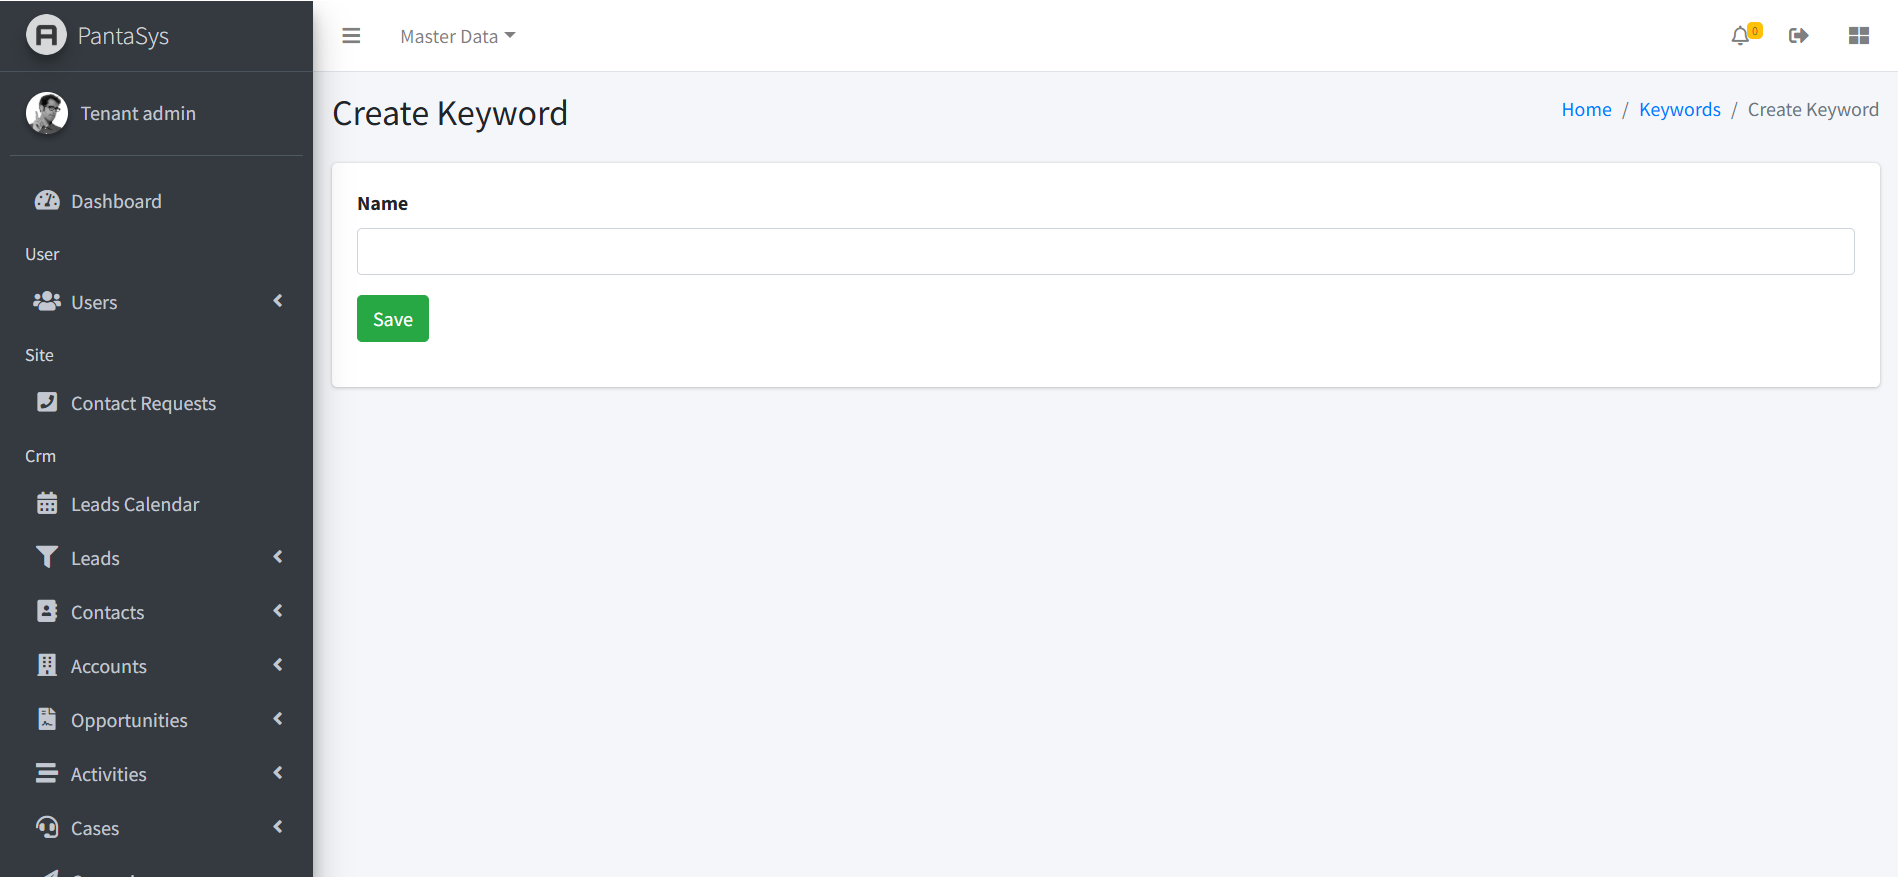 PantaSys
Master Data
0
Tenant admin
Create Keyword
Home / Keywords / Create Keyword
Dashboard
User
Users
Site
Contact Requests
Crm
Leads Calendar
Leads
Contacts
Accounts
Opportunities
Activities
Cases
Name
Save